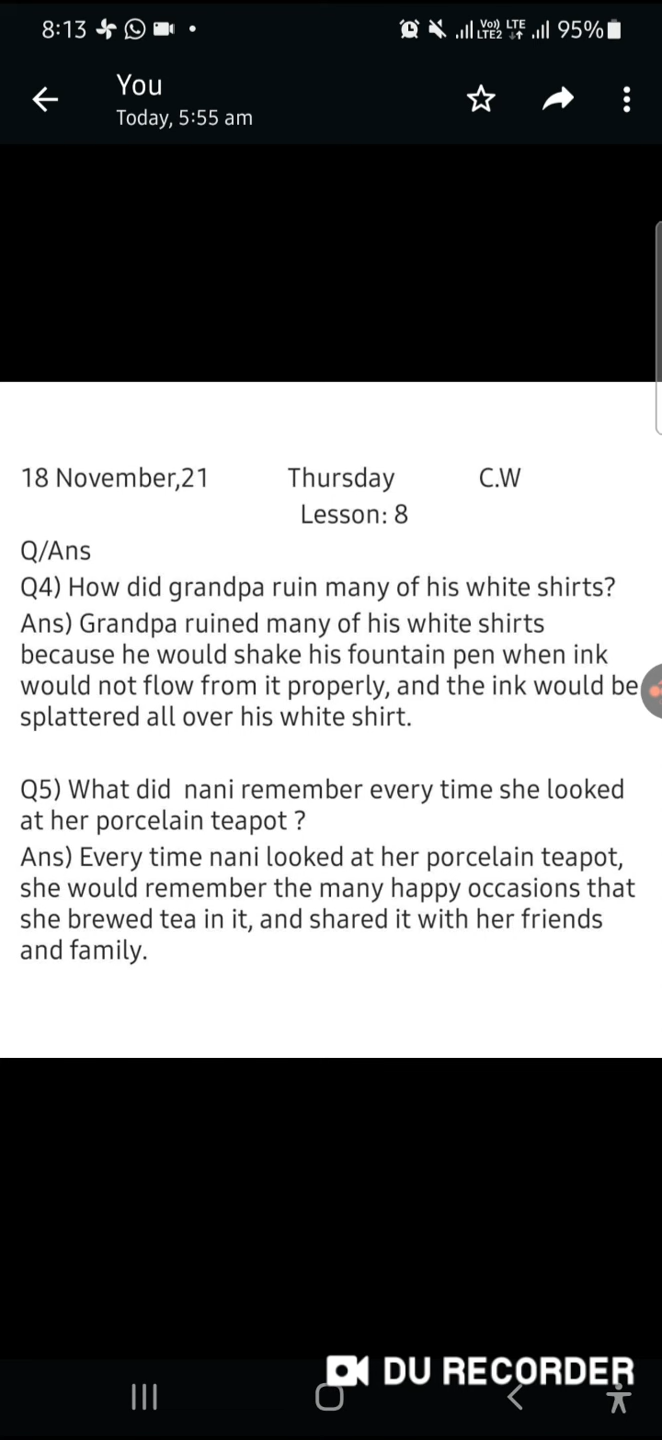 8:13 95%
Vo)) LTE
LTE2
You
Today, 5:55 am
18 November,21 Thursday C.W
Lesson: 8
Q/Ans
Q4) How did grandpa ruin many of his white shirts?
Ans) Grandpa ruined many of his white shirts
because he would shake his fountain pen when ink
would not flow from it properly, and the ink would be
splattered all over his white shirt.
Q5) What did  nani remember every time she looked
at her porcelain teapot ?
Ans) Every time nani looked at her porcelain teapot,
she would remember the many happy occasions that
she brewed tea in it, and shared it with her friends
and family.
DU RECORDER